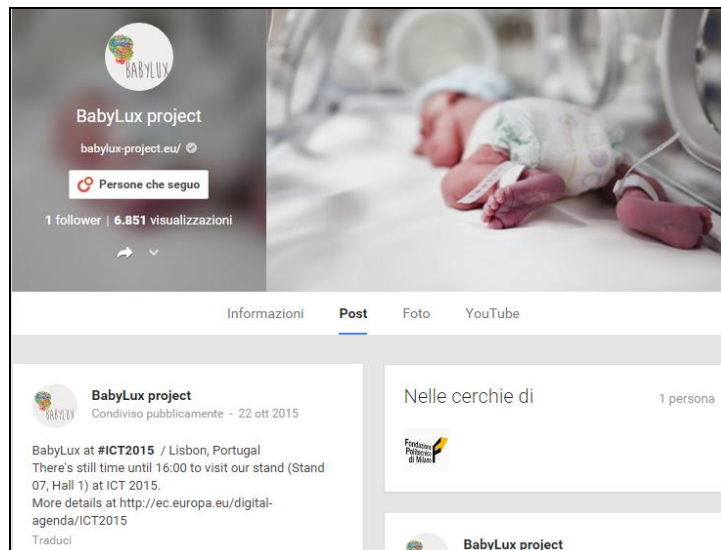 BABYLUX
BabyLux project
babylux-project.eu/
Persone che seguo
1 follower | 6.851 visualizzazioni
Informazioni Post Foto YouTube
BABYLUX
BabyLux project
Condiviso pubblicamente - 22 ott 2015
BabyLux at #ICT2015 / Lisbon, Portugal
There's still time until 16:00 to visit our stand (Stand
07, Hall 1) at ICT 2015.
More details at http://ec.europa.eu/digital-
agenda/ICT2015
Traduci
Nelle cerchie di 1 persona
Fondazione
Politecnico
di Milano
BabyLux project